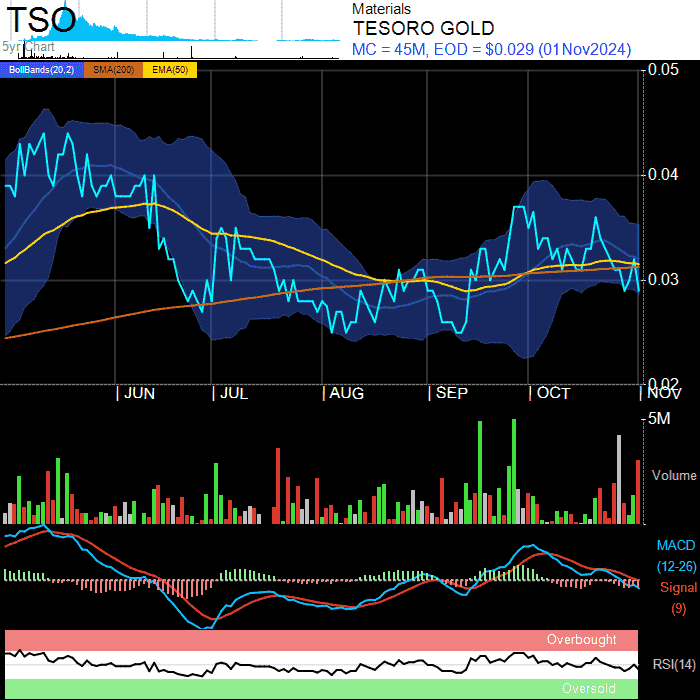 TSO
5yr Chart
Materials
TESORO GOLD
MC = 45M, EOD = $0.029 (01Nov2024)
BollBands(20,2) SMA(200) EMA(50)
0.05
0.04
0.03
0.02
JUN JUL AUG SEP OCT NOV
5M
Volume
MACD
(12-26)
Signal
(9)
Overbought
RSI(14)
Oversold